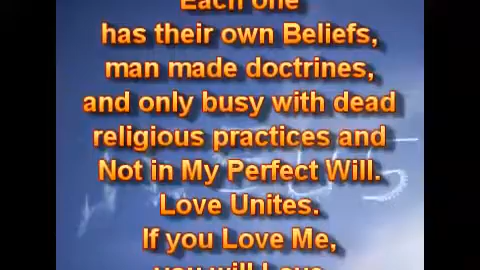 Each one
has their own Beliefs,
man made doctrines,
and only busy with dead
religious practices and
Not in My Perfect Will.
Love Unites.
If you Love Me,
you will Love